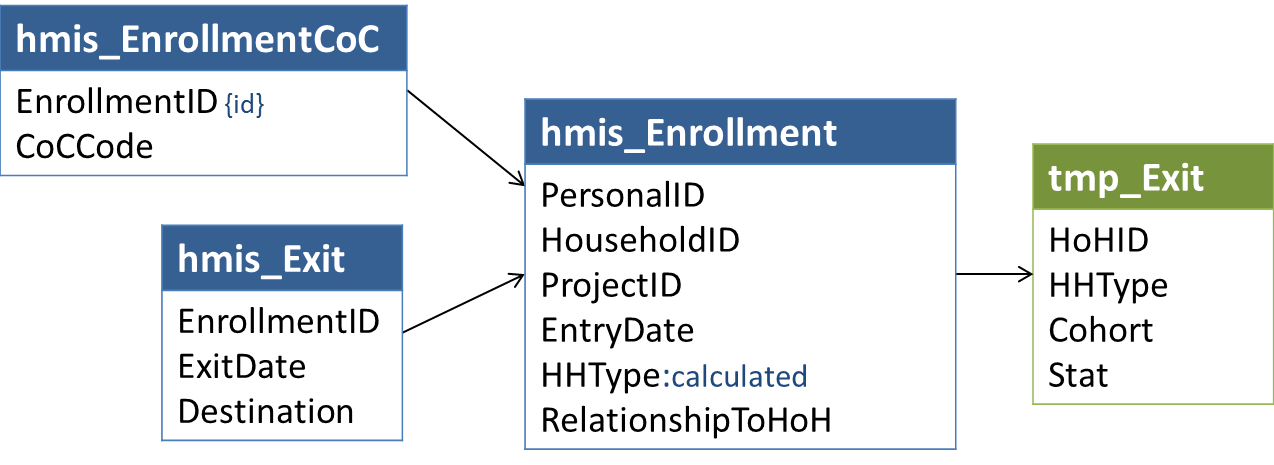 hmis_EnrollmentCoC
EnrollmentID {id}
CoCCode
hmis_Exit
EnrollmentID
ExitDate
Destination
hmis_Enrollment
PersonalID
HouseholdID
ProjectID
EntryDate
HHType:calculated
RelationshipToHoH
tmp_Exit
HoHID
HHType
Cohort
Stat